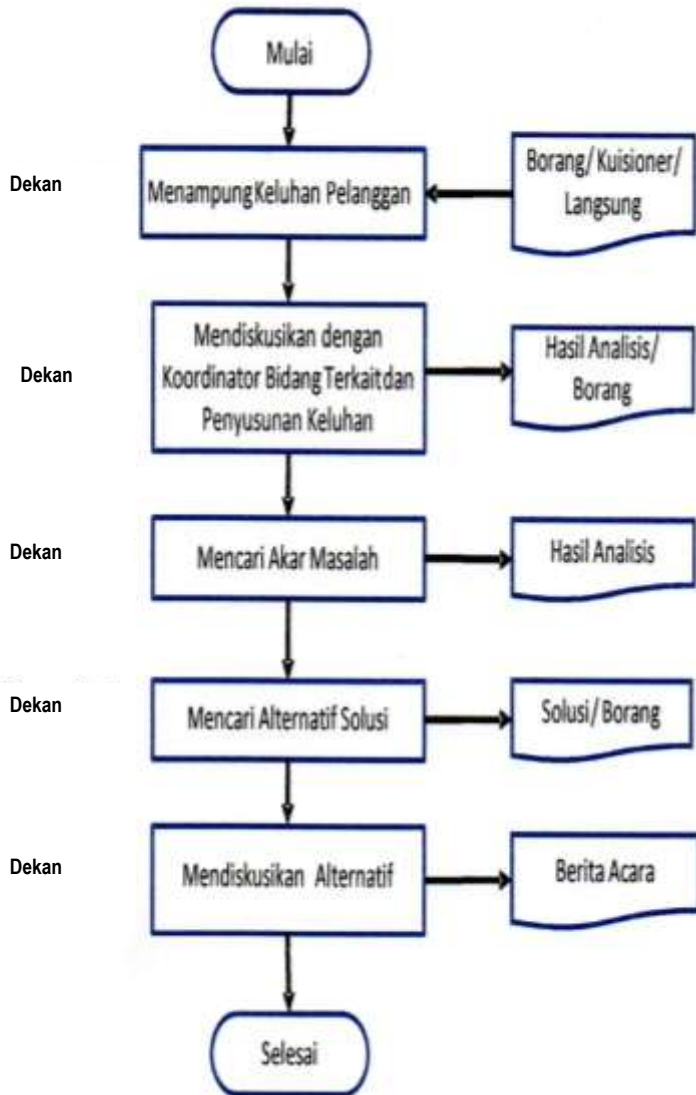 Mulai
Dekan
Menampung Keluhan Pelanggan
Borang/ Kuisioner/
Langsung
Dekan
Mendiskusikan dengan
Koordinator Bidang Terkait dan
Penyusunan Keluhan
Hasil Analisis/
Borang
Dekan
Mencari Akar Masalah
Hasil Analisis
Dekan
Mencari Alternatif Solusi
Solusi/ Borang
Dekan
Mendiskusikan Alternatif
Berita Acara
Selesai